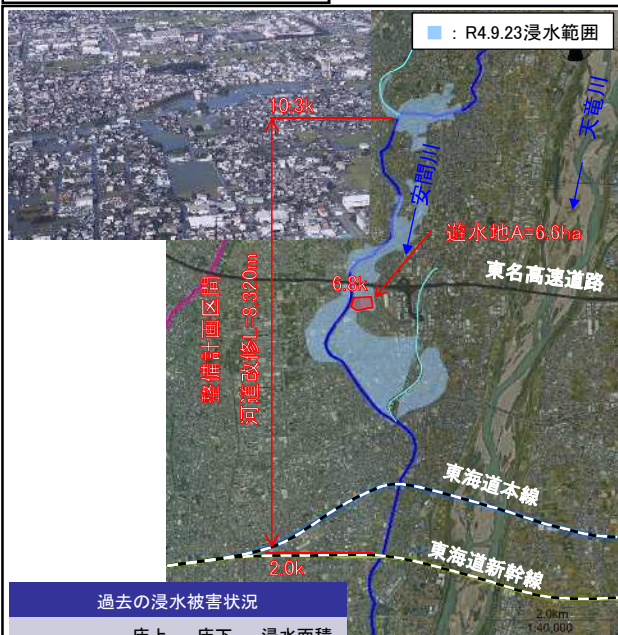 ：R4.9.23浸水範囲
10.3k
天竜川
安間川
遊水地A=6.6ha
東名高速道路
6.8k
整備計画区間
河道改修L=8,320m
東海道本線
東海道新幹線
2.0k
過去の浸水被害状況
2.0km
1:40,000
床上 床下 浸水面積